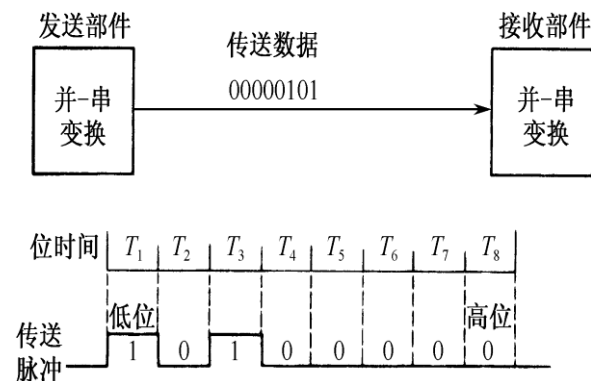 发送部件
接收部件
传送数据
00000101
并-串
变换
并-串
变换
位时间 T₁ T₂ T₃ T₄ T₅ T₆ T₇ T₈
低位 高位
传送
脉冲
1 0 1 0 0 0 0 0